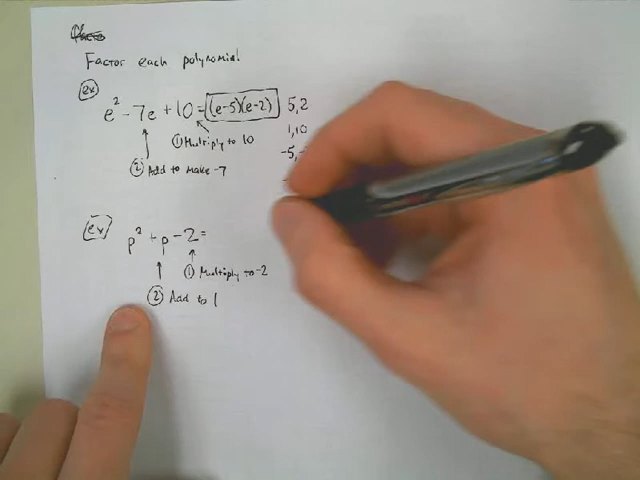 Factor each polynomial
ex
e² - 7e + 10 = (e-5)(e-2) 5,2
① Multiply to 10 1,10
② Add to make -7 -5,-
ex
p² + p - 2 =
① Multiply to -2
② Add to 1